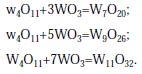 w₄O₁₁+3WO₃=W₇O₂₀;
w₄O₁₁+5WO₃=W₉O₂₆;
W₄O₁₁+7WO₃=W₁₁O₃₂.